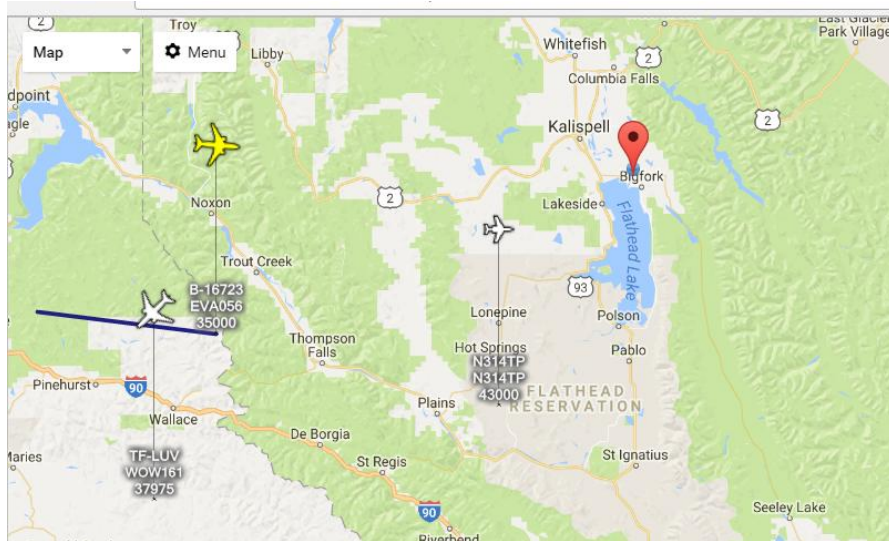 Map
Menu
2
Troy
Libby
Whitefish
2
Columbia Falls
East Glacier
Park Village
2
dpoint
agle
Kalispell
Bigfork
2
Noxon
Lakeside
Flathead Lake
Trout Creek
B-16723
EVA056
35000
93
Lonepine
Polson
Thompson
Falls
Hot Springs
Pablo
N314TP
N314TP
43000
FLATHEAD
RESERVATION
Pinehurst
90
Wallace
Plains
De Borgia
TF-LUV
WOW161
37975
Maries
St Regis
St Ignatius
90
Seeley Lake
Riverbend